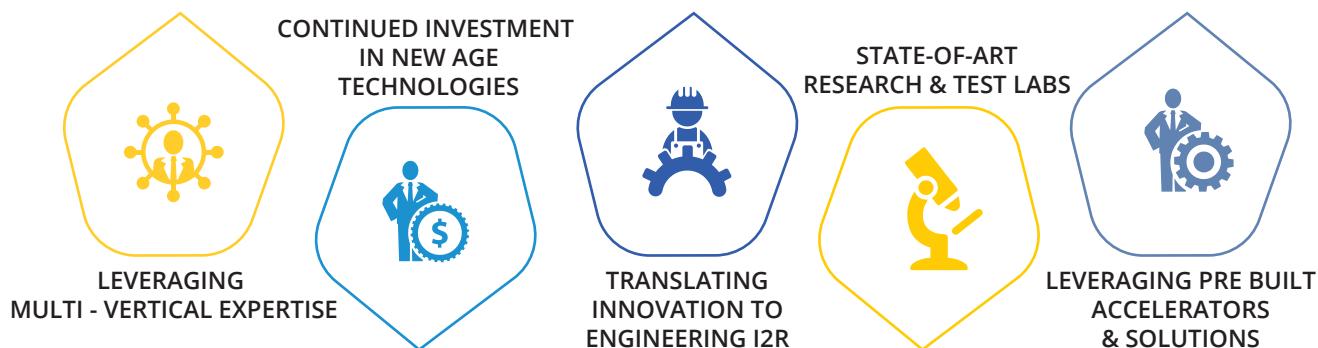 LEVERAGING
MULTI - VERTICAL EXPERTISE
CONTINUED INVESTMENT
IN NEW AGE
TECHNOLOGIES
$
TRANSLATING
INNOVATION TO
ENGINEERING I2R
STATE-OF-ART
RESEARCH & TEST LABS
LEVERAGING PRE BUILT
ACCELERATORS
& SOLUTIONS